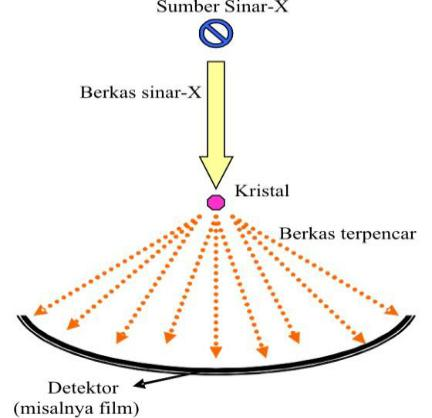 Sumber Sinar-X
Berkas sinar-X
Kristal
Berkas terpencar
Detektor
(misalnya film)